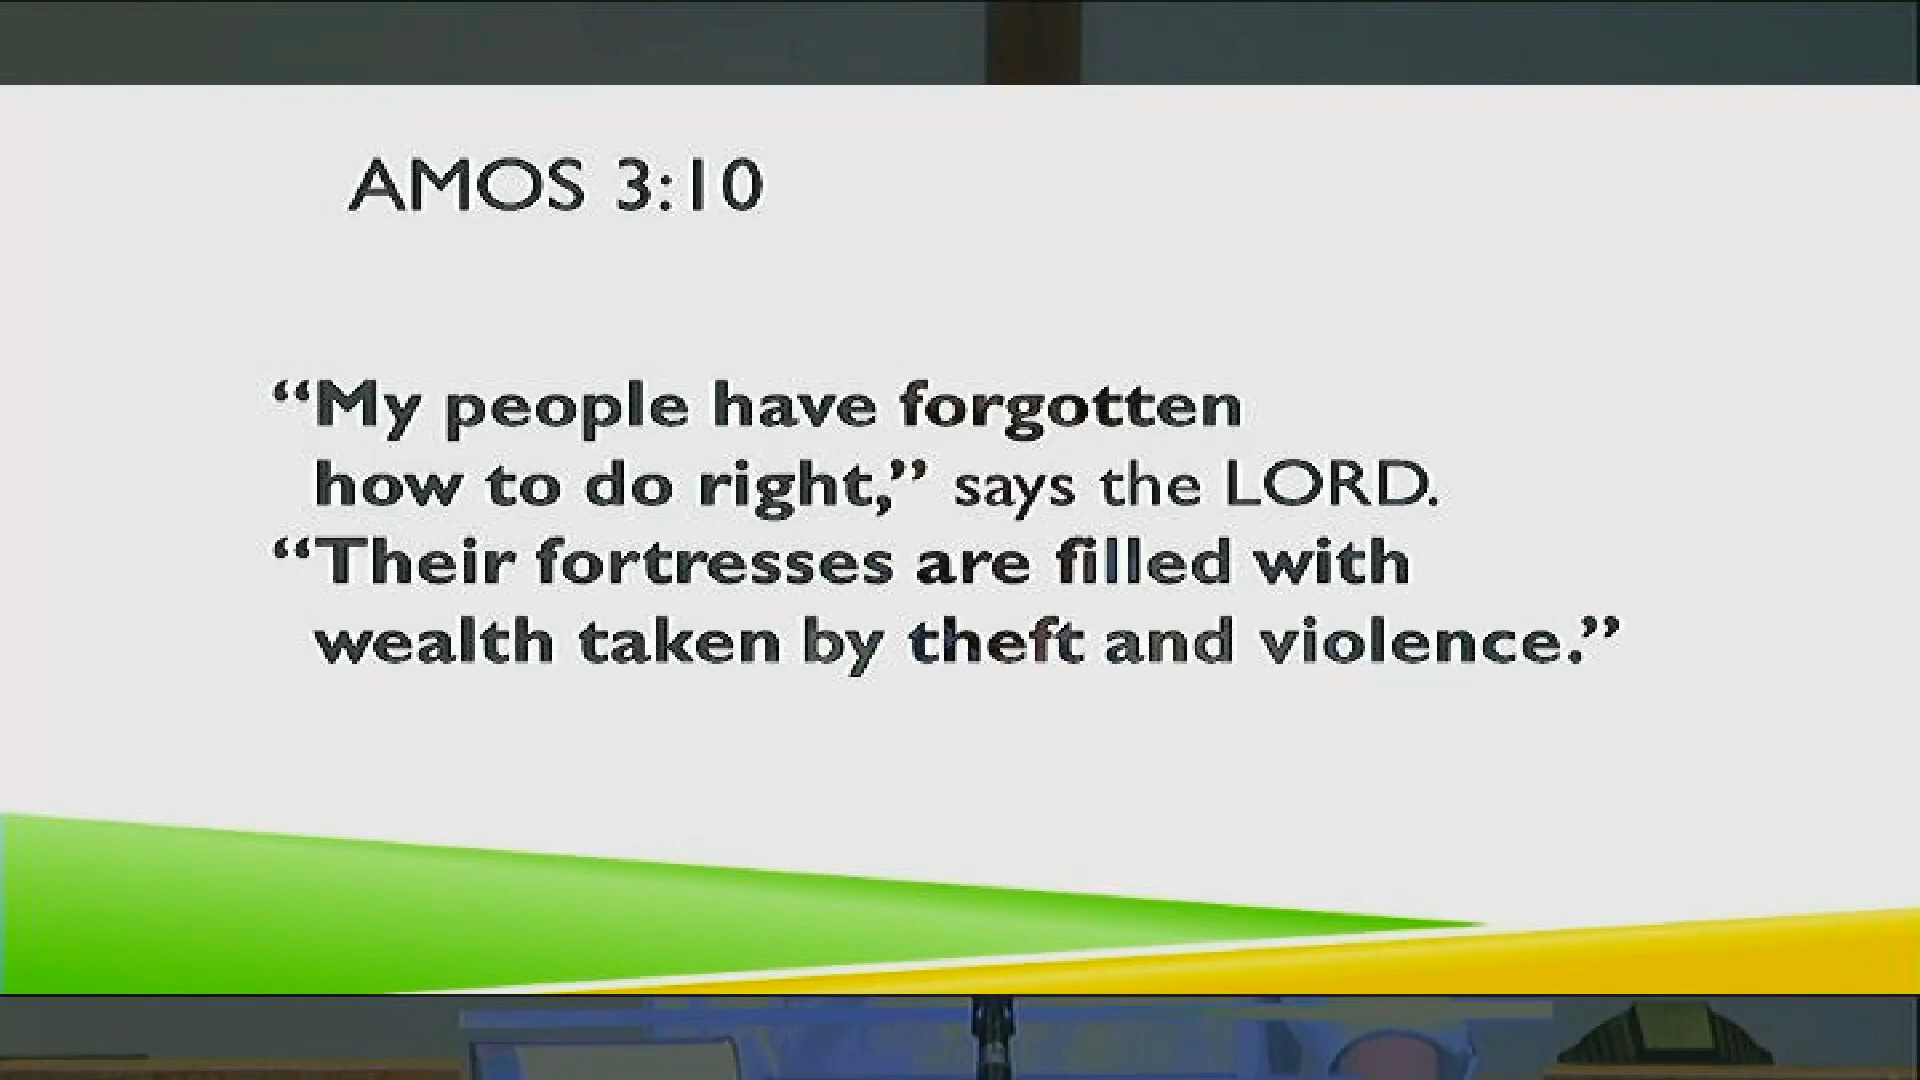 AMOS 3:10
“My people have forgotten
how to do right,” says the LORD.
“Their fortresses are filled with
wealth taken by theft and violence.”